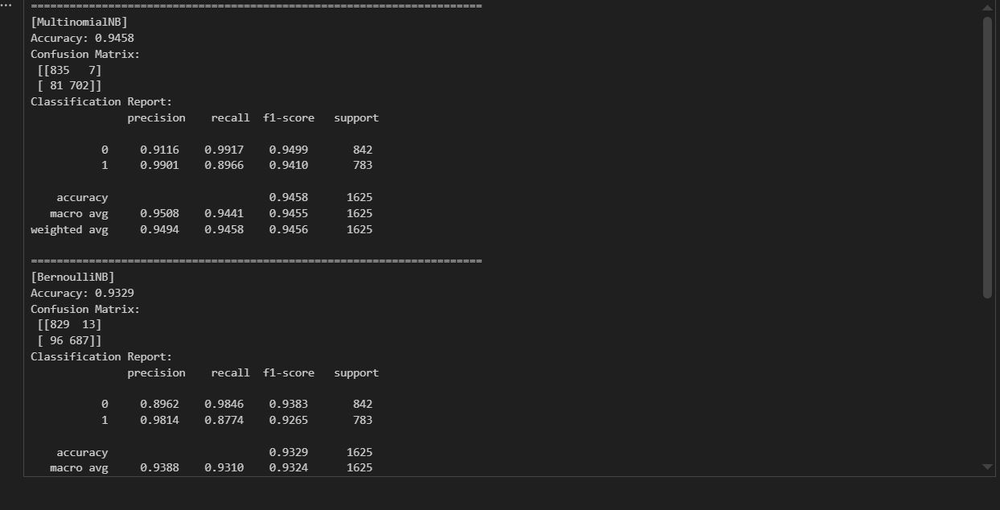 ...
======================================================================
[MultinomialNB]
Accuracy: 0.9458
Confusion Matrix:
 [[835   7]
 [ 81 702]]
Classification Report:
               precision    recall  f1-score   support

           0     0.9116    0.9917    0.9499       842
           1     0.9901    0.8966    0.9410       783

    accuracy                         0.9458      1625
   macro avg     0.9508    0.9441    0.9455      1625
weighted avg     0.9494    0.9458    0.9456      1625

======================================================================
[BernoulliNB]
Accuracy: 0.9329
Confusion Matrix:
 [[829  13]
 [ 96 687]]
Classification Report:
               precision    recall  f1-score   support

           0     0.8962    0.9846    0.9383       842
           1     0.9814    0.8774    0.9265       783

    accuracy                         0.9329      1625
   macro avg     0.9388    0.9310    0.9324      1625